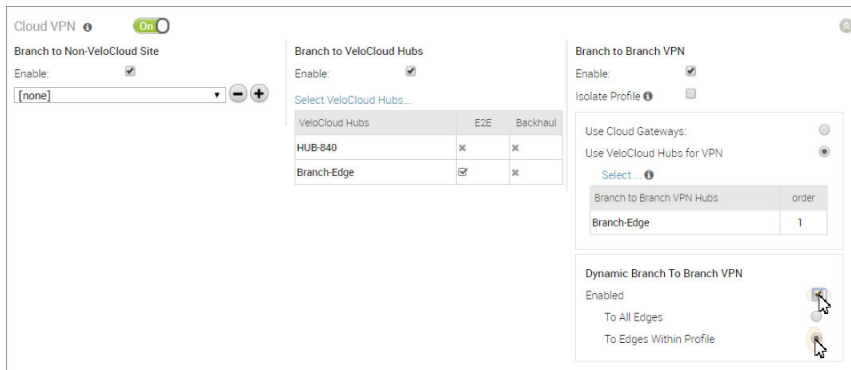 Cloud VPN
On
Branch to Non-VeloCloud Site
Enable:
[none]
Branch to VeloCloud Hubs
Enable:
Select VeloCloud Hubs...
VeloCloud Hubs E2E Backhaul
HUB-840
Branch-Edge
Branch to Branch VPN
Enable:
Isolate Profile
Use Cloud Gateways:
Use VeloCloud Hubs for VPN
Select ...
Branch to Branch VPN Hubs order
Branch-Edge 1
Dynamic Branch To Branch VPN
Enabled
To All Edges
To Edges Within Profile